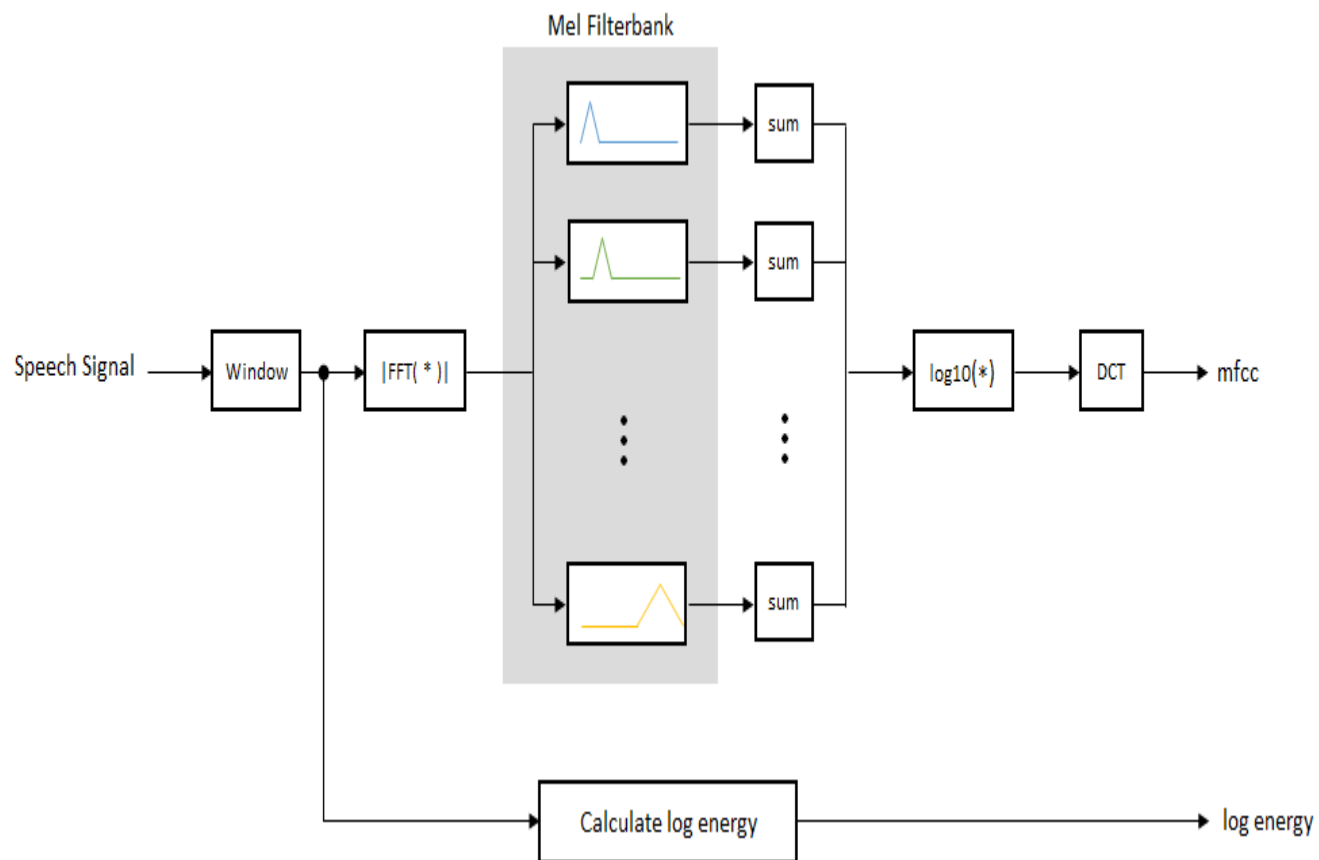 Mel Filterbank
sum
sum
Speech Signal
Window
|FFT( * )|
log10(*)
DCT
mfcc
sum
Calculate log energy
log energy